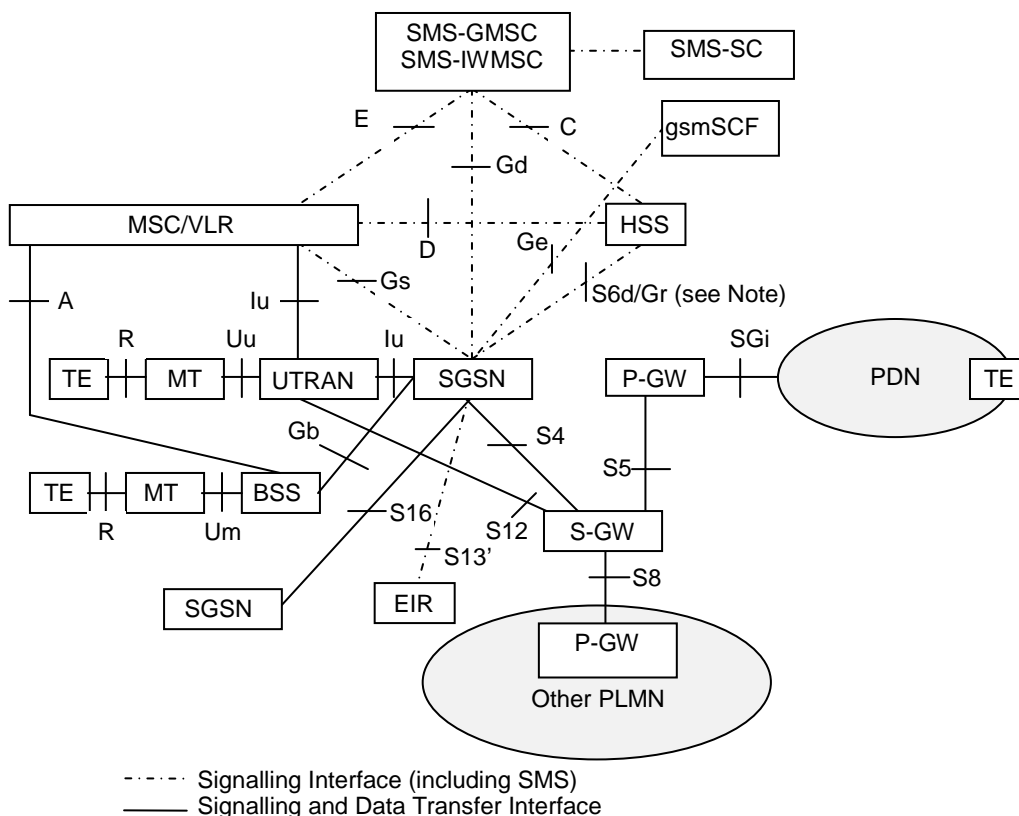 SMS-GMSC
SMS-IWMSC
SMS-SC
gsmSCF
E
C
Gd
MSC/VLR
HSS
D
Ge
Gs
S6d/Gr (see Note)
A
Iu
SGi
R
Uu
Iu
TE
MT
UTRAN
SGSN
P-GW
PDN
TE
Gb
S4
S5
TE
MT
BSS
S16
S12
S-GW
R
Um
S13’
S8
SGSN
EIR
P-GW
Other PLMN
Signalling Interface (including SMS)
Signalling and Data Transfer Interface